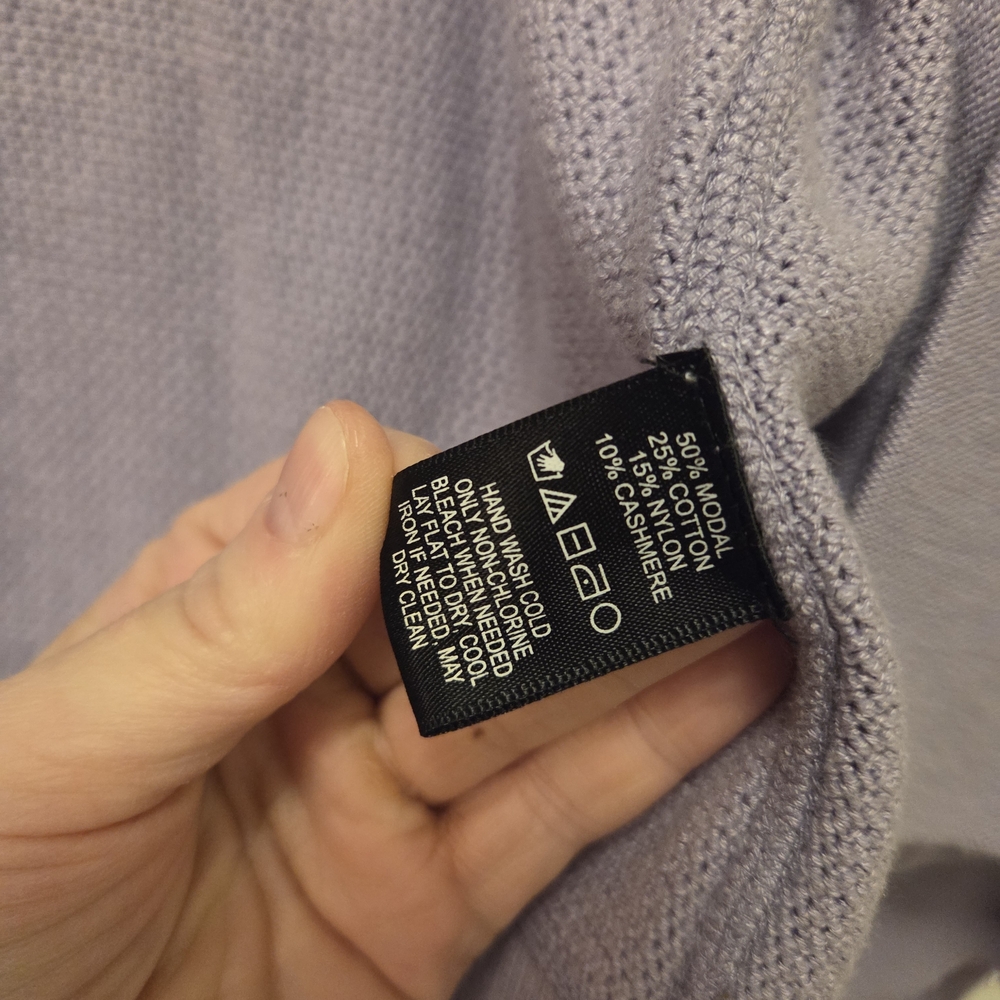 50% MODAL
25% COTTON
15% NYLON
10% CASHMERE
HAND WASH COLD
ONLY NON-CHLORINE
BLEACH WHEN NEEDED
LAY FLAT TO DRY, COOL
IRON IF NEEDED, MAY
DRY CLEAN